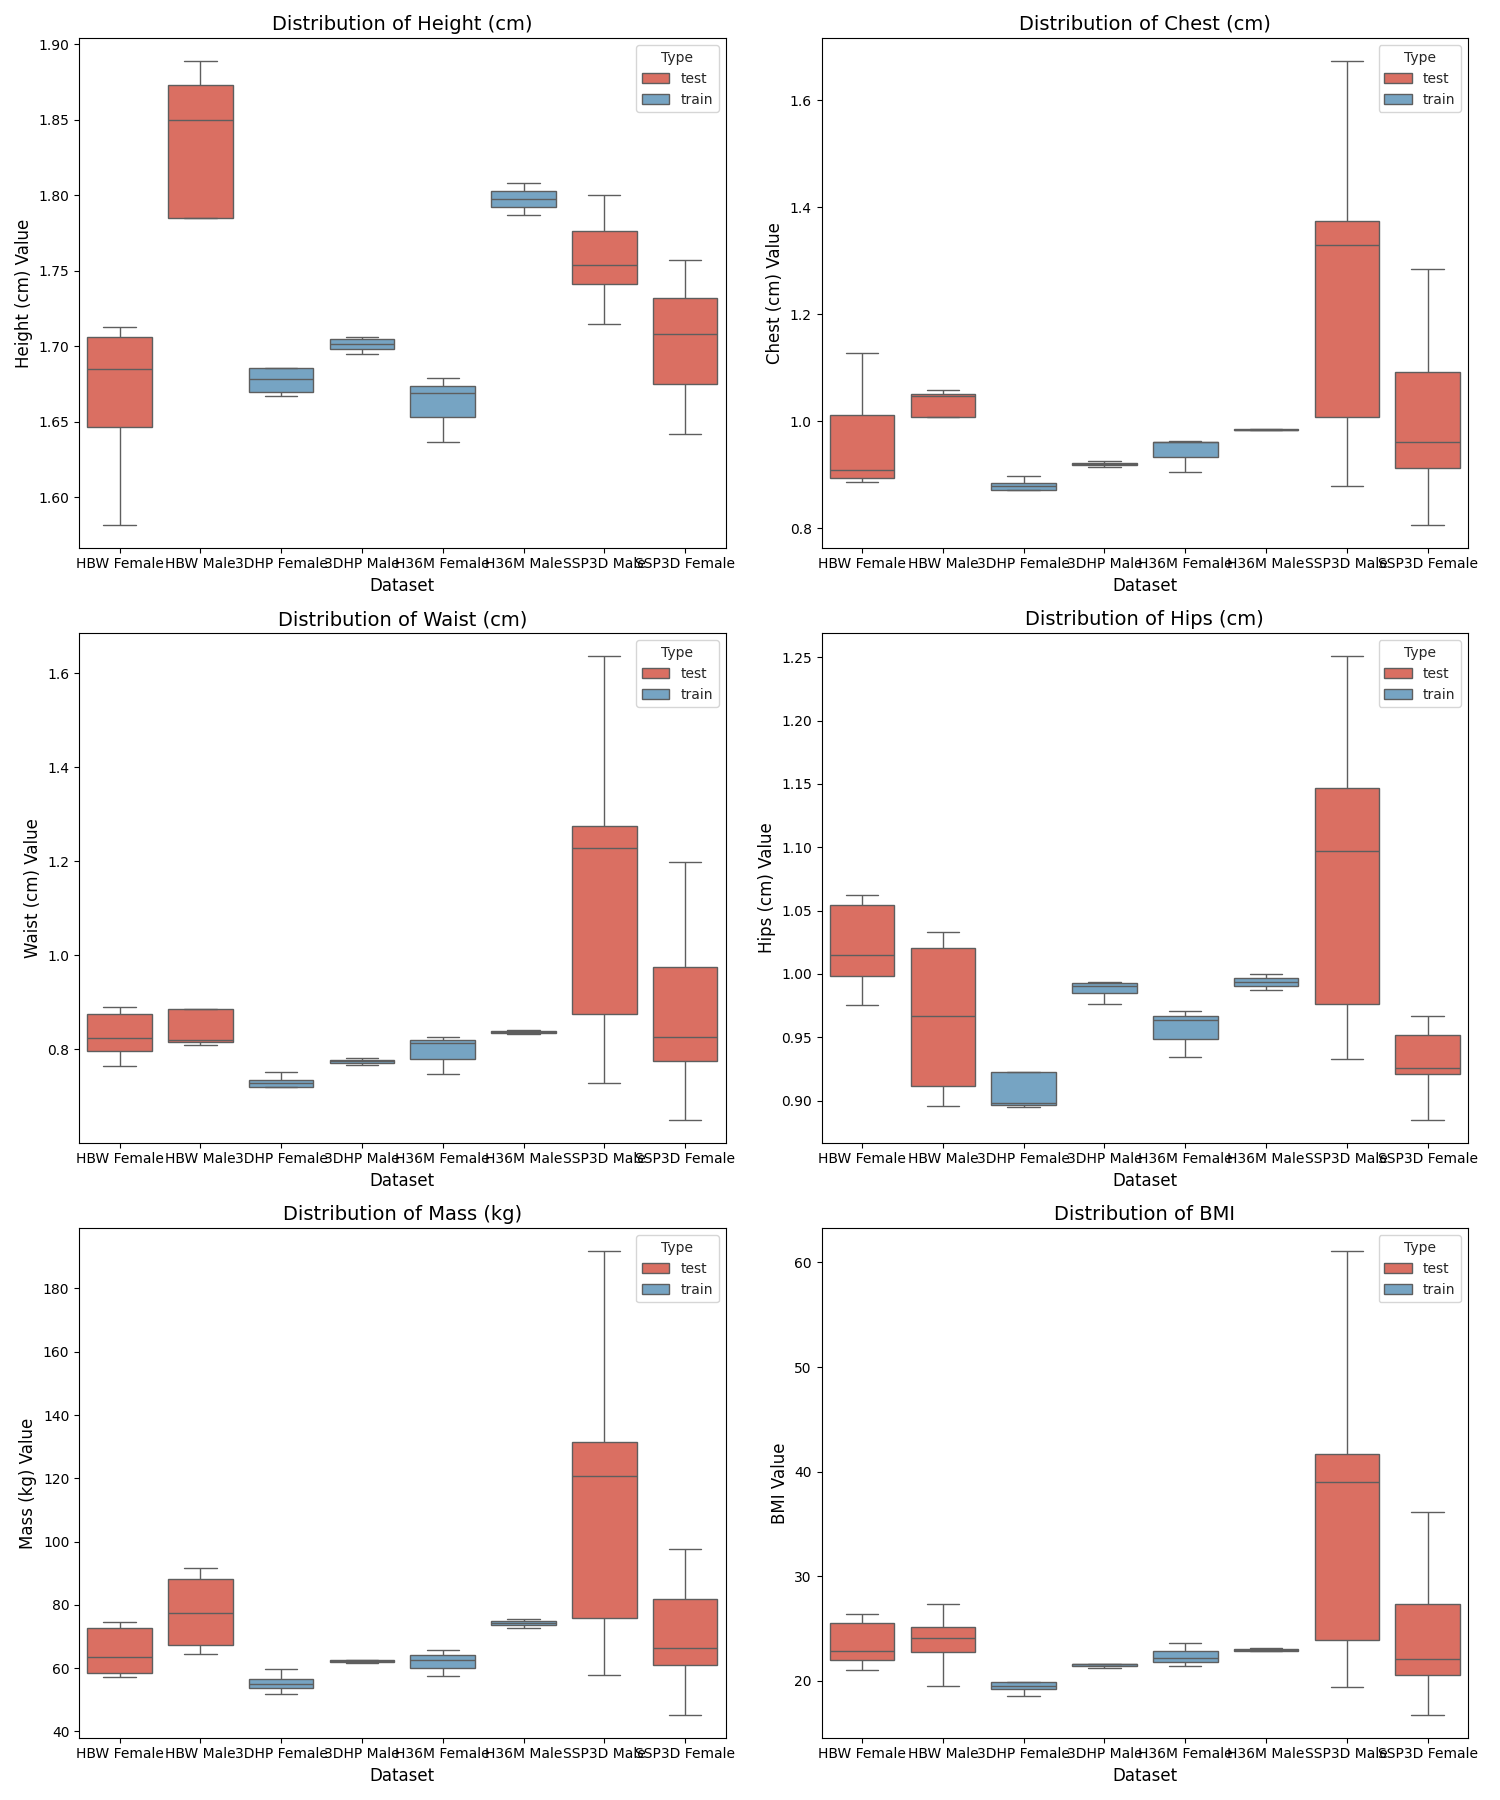 Distribution of Height (cm)
Height (cm) Value
1.90
1.85
1.80
1.75
1.70
1.65
1.60
Type
test
train
HBW Female HBW Male 3DHP Female 3DHP Male H36M Female H36M Male SSP3D Male SSP3D Female
Dataset
Distribution of Chest (cm)
Chest (cm) Value
1.6
1.4
1.2
1.0
0.8
Type
test
train
HBW Female HBW Male 3DHP Female 3DHP Male H36M Female H36M Male SSP3D Male SSP3D Female
Dataset
Distribution of Waist (cm)
Waist (cm) Value
1.6
1.4
1.2
1.0
0.8
Type
test
train
HBW Female HBW Male 3DHP Female 3DHP Male H36M Female H36M Male SSP3D Male SSP3D Female
Dataset
Distribution of Hips (cm)
Hips (cm) Value
1.25
1.20
1.15
1.10
1.05
1.00
0.95
0.90
Type
test
train
HBW Female HBW Male 3DHP Female 3DHP Male H36M Female H36M Male SSP3D Male SSP3D Female
Dataset
Distribution of Mass (kg)
Mass (kg) Value
180
160
140
120
100
80
60
40
Type
test
train
HBW Female HBW Male 3DHP Female 3DHP Male H36M Female H36M Male SSP3D Male SSP3D Female
Dataset
Distribution of BMI
BMI Value
60
50
40
30
20
Type
test
train
HBW Female HBW Male 3DHP Female 3DHP Male H36M Female H36M Male SSP3D Male SSP3D Female
Dataset